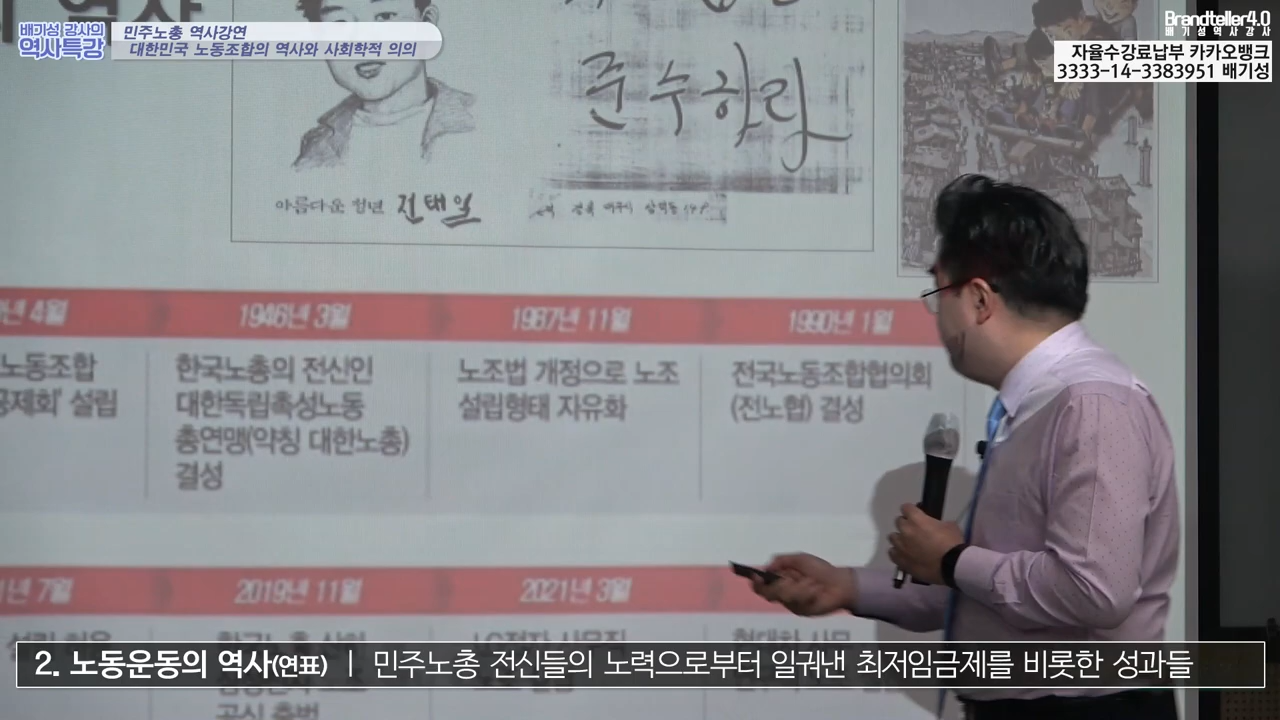 배기성 강사의
역사특강
민주노총 역사강연
대한민국 노동조합의 역사와 사회학적 의의
Brandteller4.0
배기성역사강사
자율수강료납부 카카오뱅크
3333-14-3383951 배기성
역사
준수하라
아름다운 청년 전태일
4월
1946년 3월
1987년 11월
1990년 1월
노동조합
공제회' 설립
한국노총의 전신인
대한독립촉성노동
총연맹(약칭 대한노총)
결성
노조법 개정으로 노조
설립형태 자유화
전국노동조합협의회
(전노협) 결성
7월
2019년 11월
2021년 3월
2. 노동운동의 역사(연표) | 민주노총 전신들의 노력으로부터 일궈낸 최저임금제를 비롯한 성과들
공식 출범